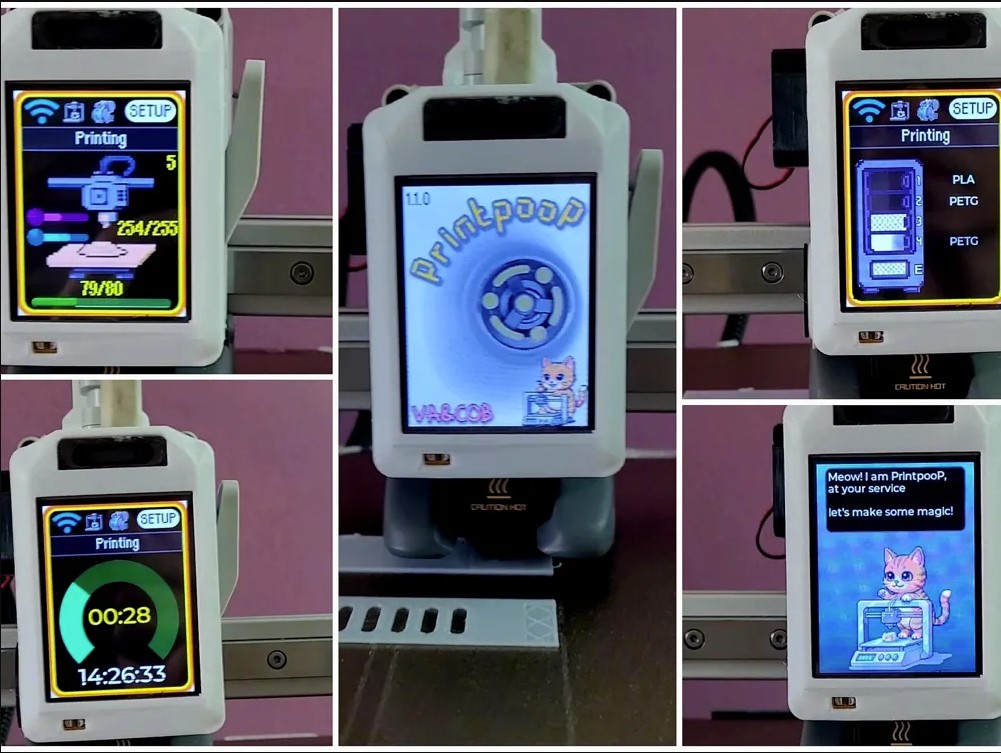 SETUP
Printing
5
254/255
79/80
SETUP
Printing
00:28
14:26:33
1.1.0
Printpoop
VA&COB
CAUTION HOT
SETUP
Printing
1 PLA
2 PETG
3
4 PETG
E
CAUTION HOT
Meow! I am PrintpooP,
at your service
let's make some magic!